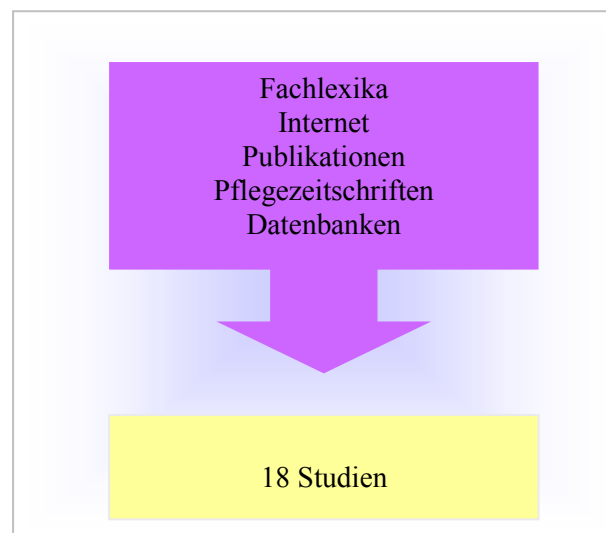 Fachlexika
Internet
Publikationen
Pflegezeitschriften
Datenbanken
18 Studien